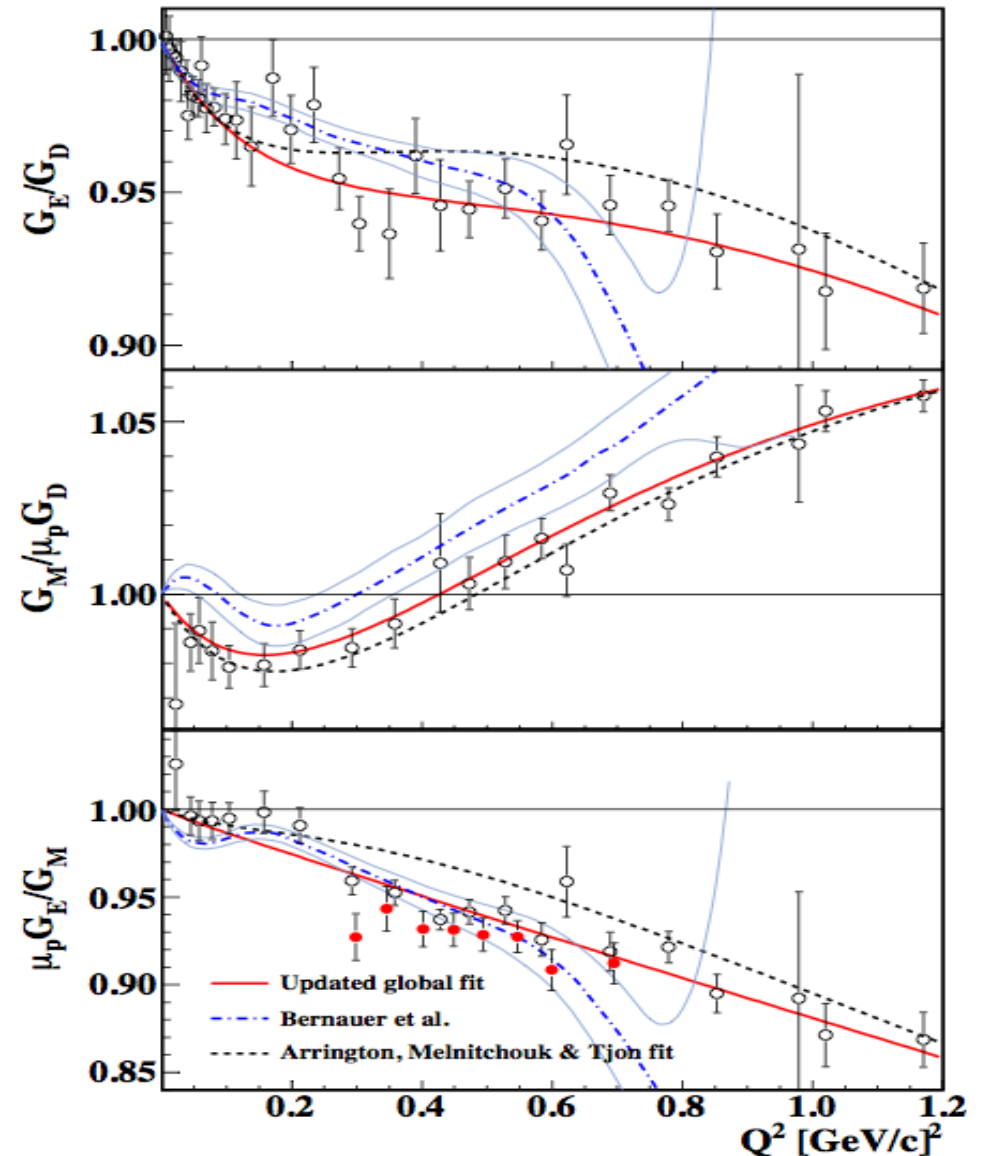 1.00
0.95
0.90
G_E/G_D
1.05
1.00
G_M/μ_pG_D
1.00
0.95
0.90
0.85
μ_pG_E/G_M
Updated global fit
Bernauer et al.
Arrington, Melnitchouk & Tjon fit
0.2 0.4 0.6 0.8 1.0 1.2
Q² [GeV/c]²